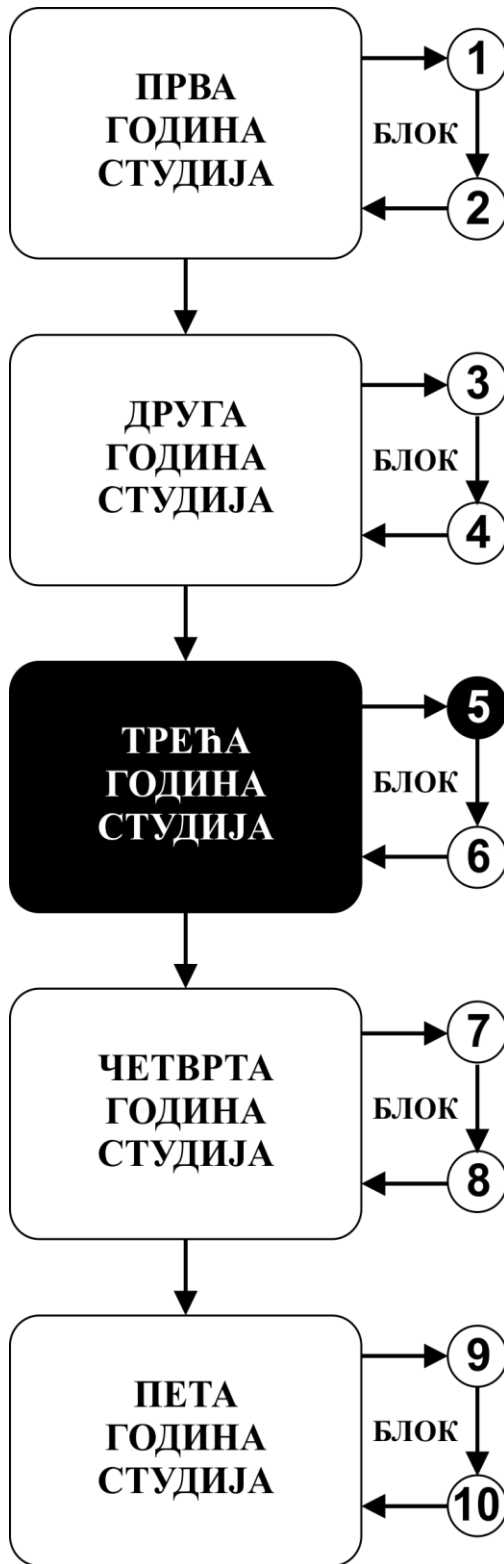 ПРВА
ГОДИНА
СТУДИЈА
1
БЛОК
2
ДРУГА
ГОДИНА
СТУДИЈА
3
БЛОК
4
ТРЕЋА
ГОДИНА
СТУДИЈА
5
БЛОК
6
ЧЕТВРТА
ГОДИНА
СТУДИЈА
7
БЛОК
8
ПЕТА
ГОДИНА
СТУДИЈА
9
БЛОК
10